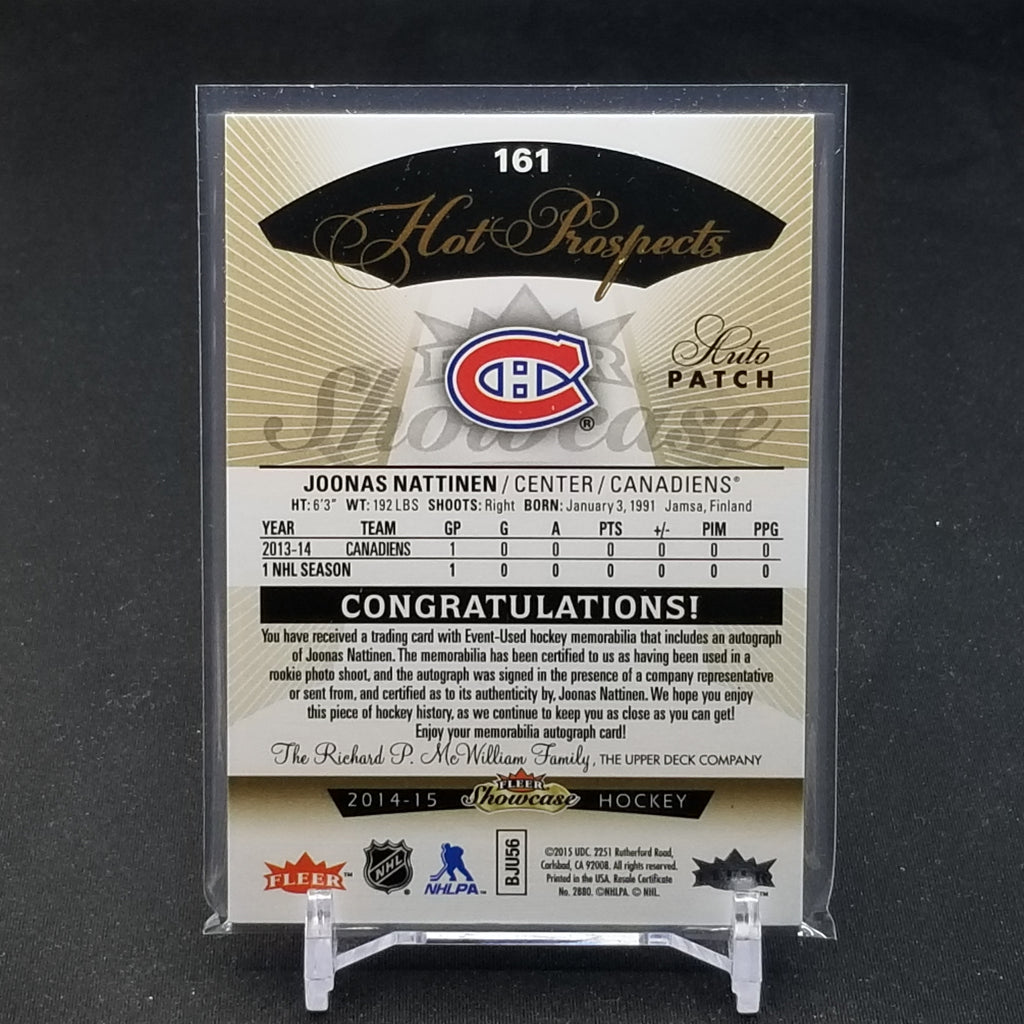 161
Hot Prospects
Auto
PATCH
Showcase
®
JOONAS NATTINEN / CENTER / CANADIENS®
HT: 6'3" WT: 192 LBS SHOOTS: Right BORN: January 3, 1991 Jamsa, Finland
YEAR TEAM GP G A PTS +/- PIM PPG
2013-14 CANADIENS 1 0 0 0 0 0 0
1 NHL SEASON 1 0 0 0 0 0 0
CONGRATULATIONS!
You have received a trading card with Event-Used hockey memorabilia that includes an autograph
of Joonas Nattinen. The memorabilia has been certified to us as having been used in a
rookie photo shoot, and the autograph was signed in the presence of a company representative
or sent from, and certified as to its authenticity by, Joonas Nattinen. We hope you enjoy
this piece of hockey history, as we continue to keep you as close as you can get!
Enjoy your memorabilia autograph card!
The Richard P. McWilliam Family, THE UPPER DECK COMPANY
2014-15 FLEER Showcase HOCKEY
FLEER™ NHL® NHLPA™ BJU56
©2015 UDC. 2251 Rutherford Road,
Carlsbad, CA 92008. All rights reserved.
Printed in the USA. Resale Certificate
No. 2880. ©NHLPA. © NHL.